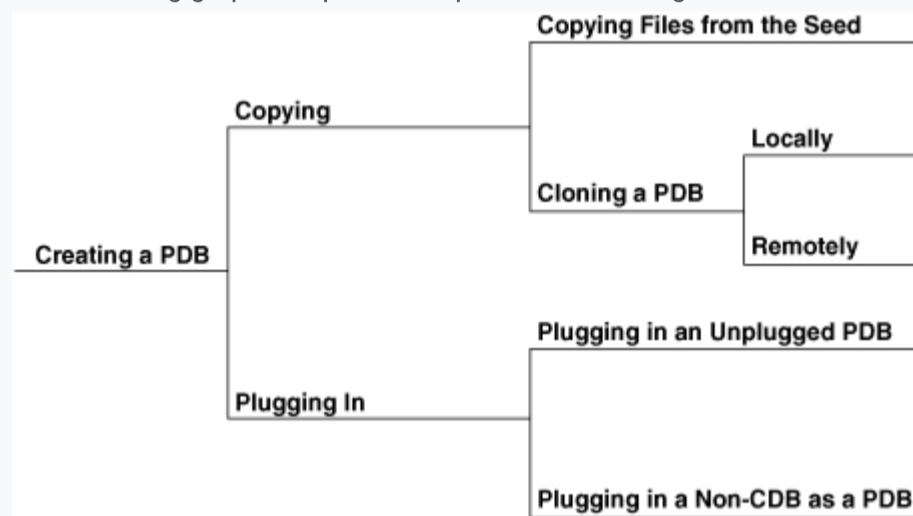 Copying Files from the Seed
Copying
Locally
Cloning a PDB
Creating a PDB
Remotely
Plugging in an Unplugged PDB
Plugging In
Plugging in a Non-CDB as a PDB